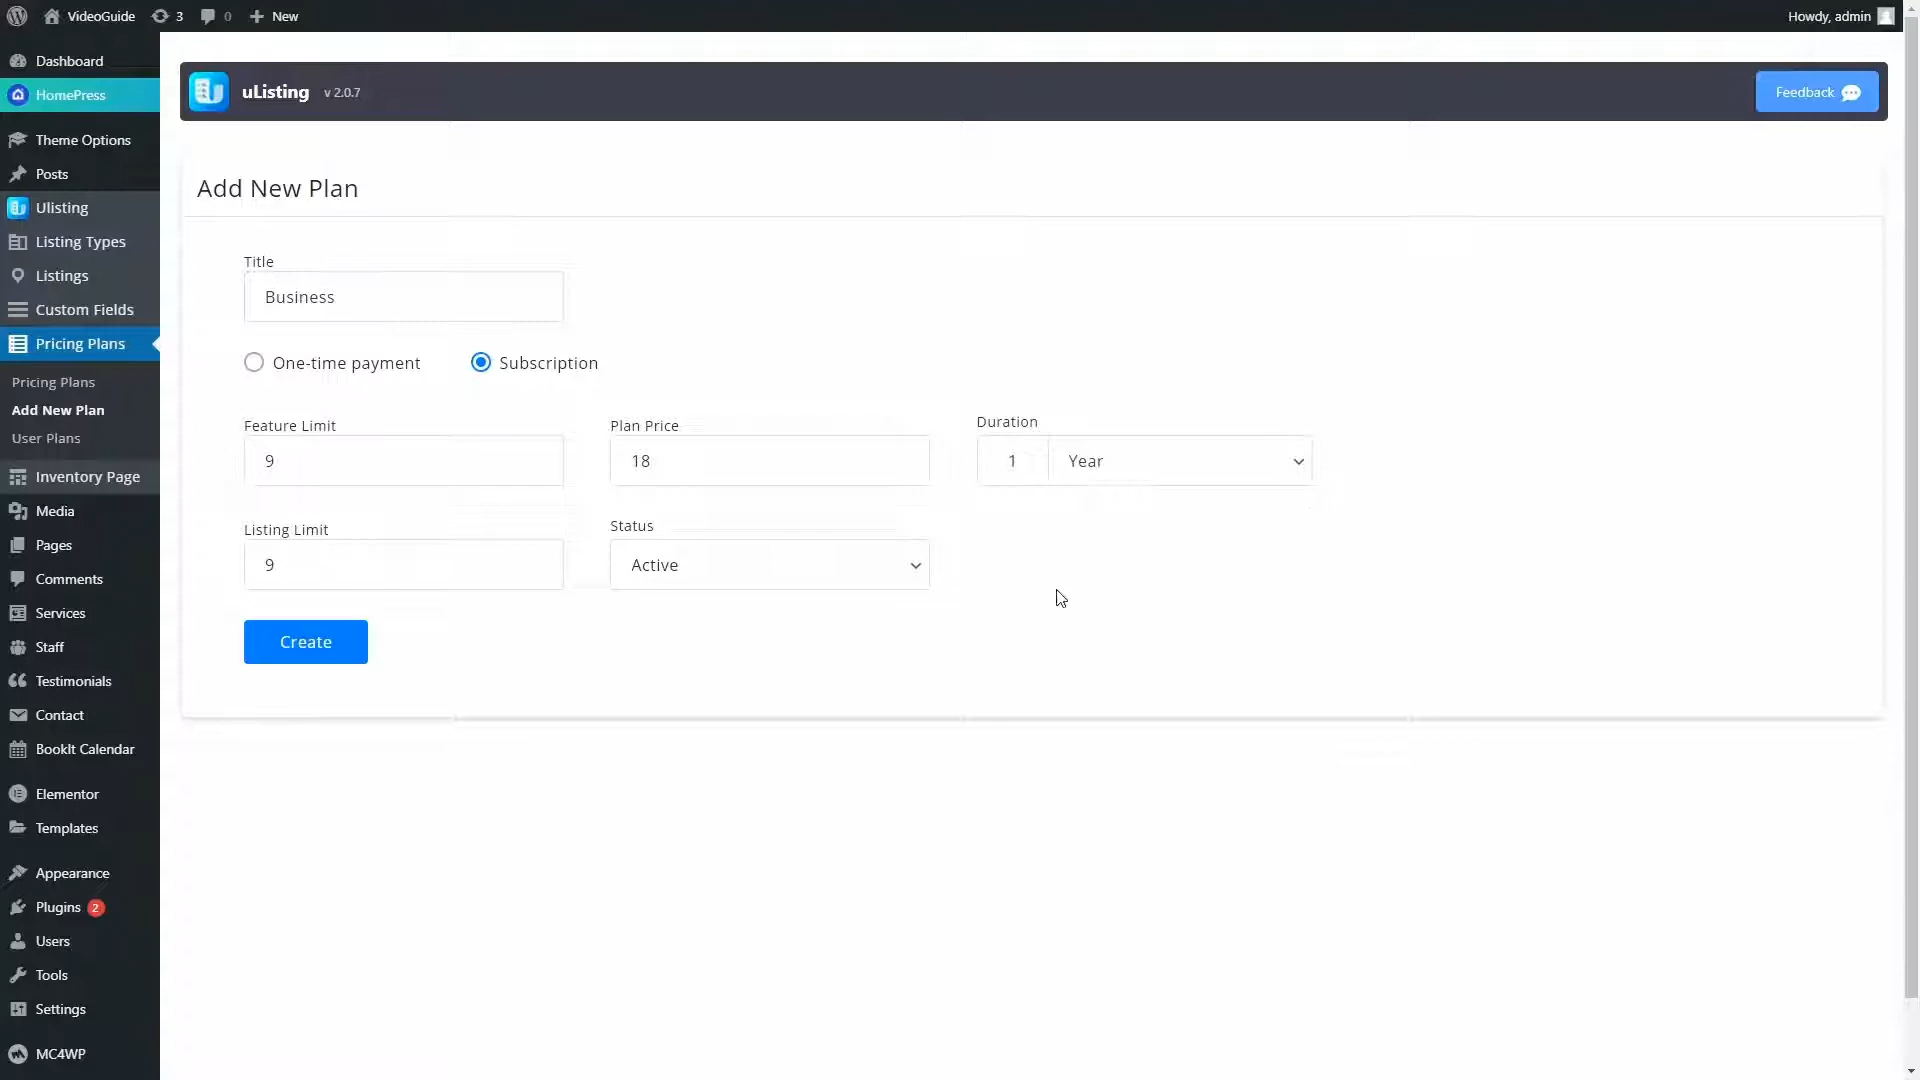 VideoGuide 3 0 New Howdy, admin
Dashboard
HomePress
Theme Options
Posts
Ulisting
Listing Types
Listings
Custom Fields
Pricing Plans
Pricing Plans
Add New Plan
User Plans
Inventory Page
Media
Pages
Comments
Services
Staff
Testimonials
Contact
BookIt Calendar
Elementor
Templates
Appearance
Plugins 2
Users
Tools
Settings
MC4WP
uListing v 2.0.7 Feedback
Add New Plan
Title
Business
One-time payment Subscription
Feature Limit Plan Price Duration
9 18 1 Year
Listing Limit Status
9 Active
Create